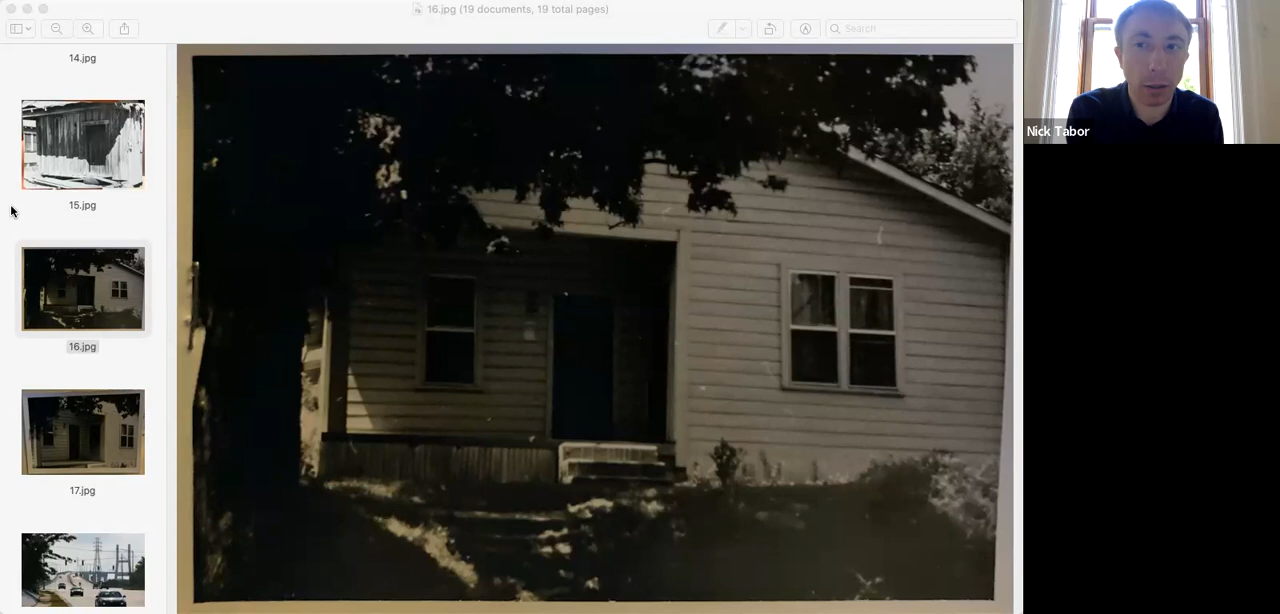 16.jpg (19 documents, 19 total pages)
Search
14.jpg
15.jpg
16.jpg
17.jpg
Nick Tabor